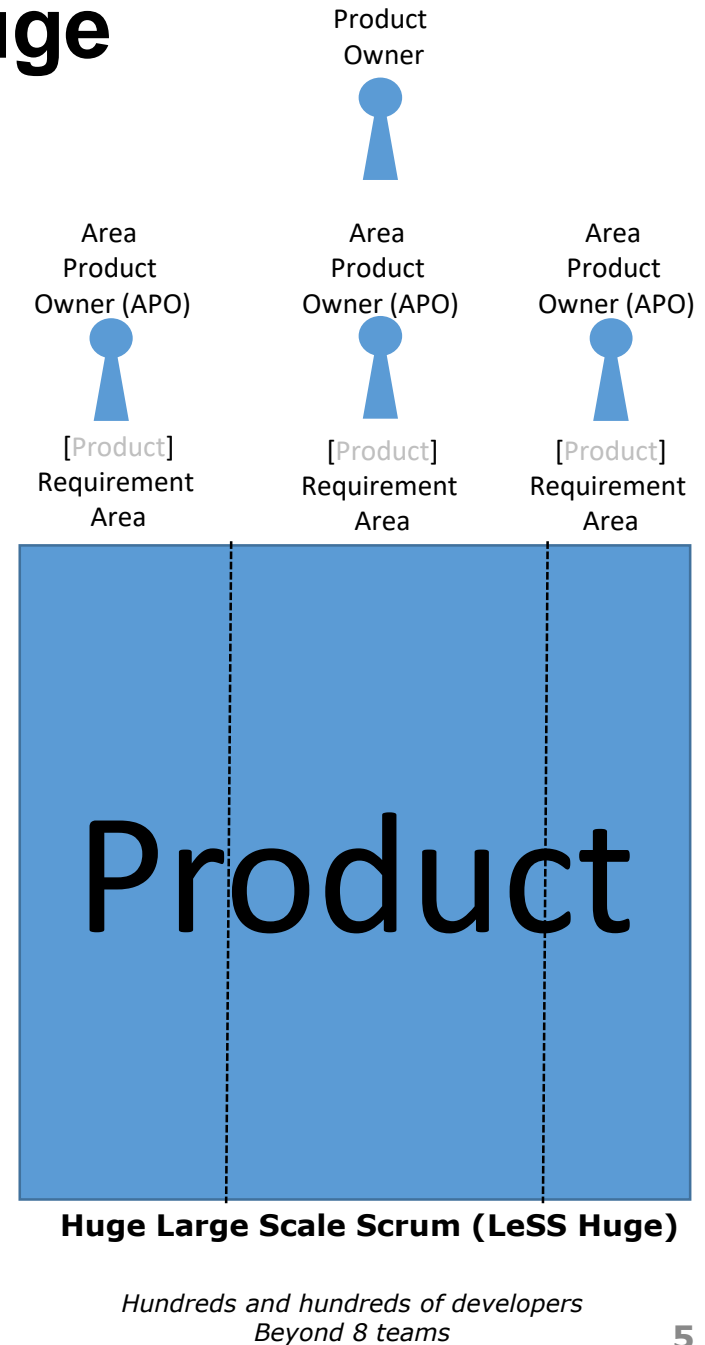 uge
Product
Owner
Area
Product
Owner (APO)
Area
Product
Owner (APO)
Area
Product
Owner (APO)
[Product]
Requirement
Area
[Product]
Requirement
Area
[Product]
Requirement
Area
Product
Huge Large Scale Scrum (LeSS Huge)
Hundreds and hundreds of developers
Beyond 8 teams
5